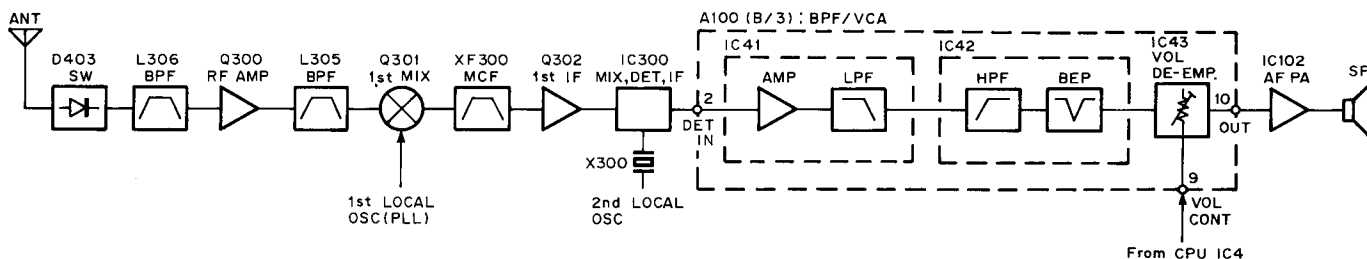 ANT
D403
SW
L306
BPF
Q300
RF AMP
L305
BPF
Q301
1st MIX
XF300
MCF
Q302
1st IF
IC300
MIX, DET, IF
X300
1st LOCAL
OSC (PLL)
2nd LOCAL
OSC
A100 (B/3) : BPF/VCA
2
DET
IN
IC41
AMP
LPF
IC42
HPF
BEP
IC43
VOL
DE-EMP.
10
OUT
9
VOL
CONT
From CPU IC4
IC102
AF PA